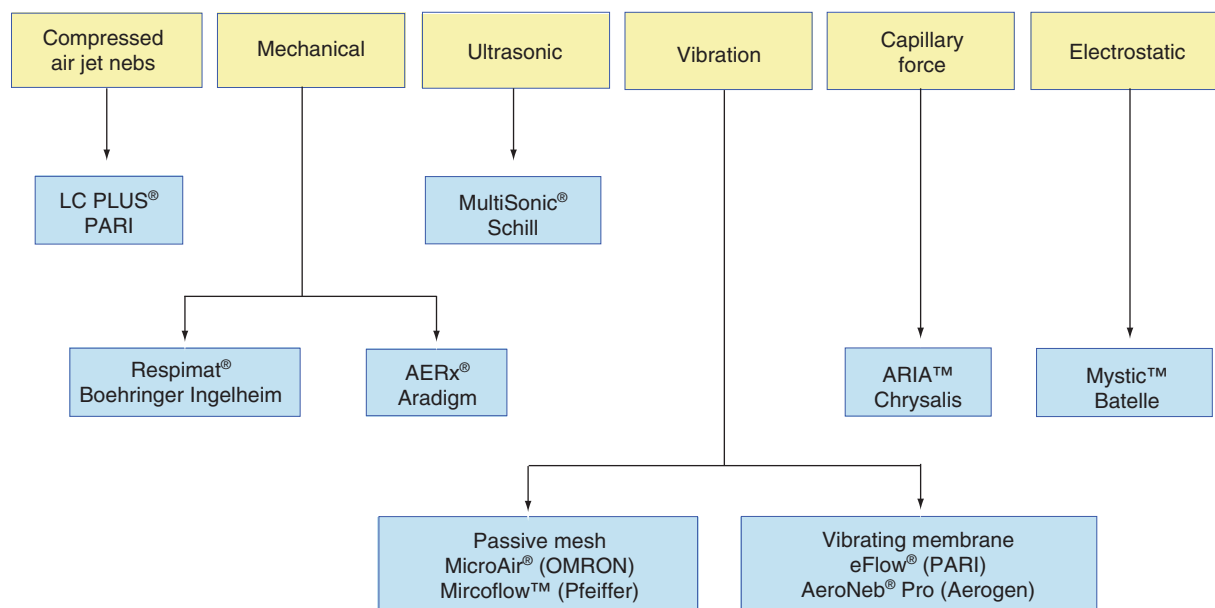 Compressed
air jet nebs
Mechanical
Ultrasonic
Vibration
Capillary
force
Electrostatic
LC PLUS®
PARI
MultiSonic®
Schill
Respimat®
Boehringer Ingelheim
AERx®
Aradigm
ARIA™
Chrysalis
Mystic™
Batelle
Passive mesh
MicroAir® (OMRON)
Mircoflow™ (Pfeiffer)
Vibrating membrane
eFlow® (PARI)
AeroNeb® Pro (Aerogen)